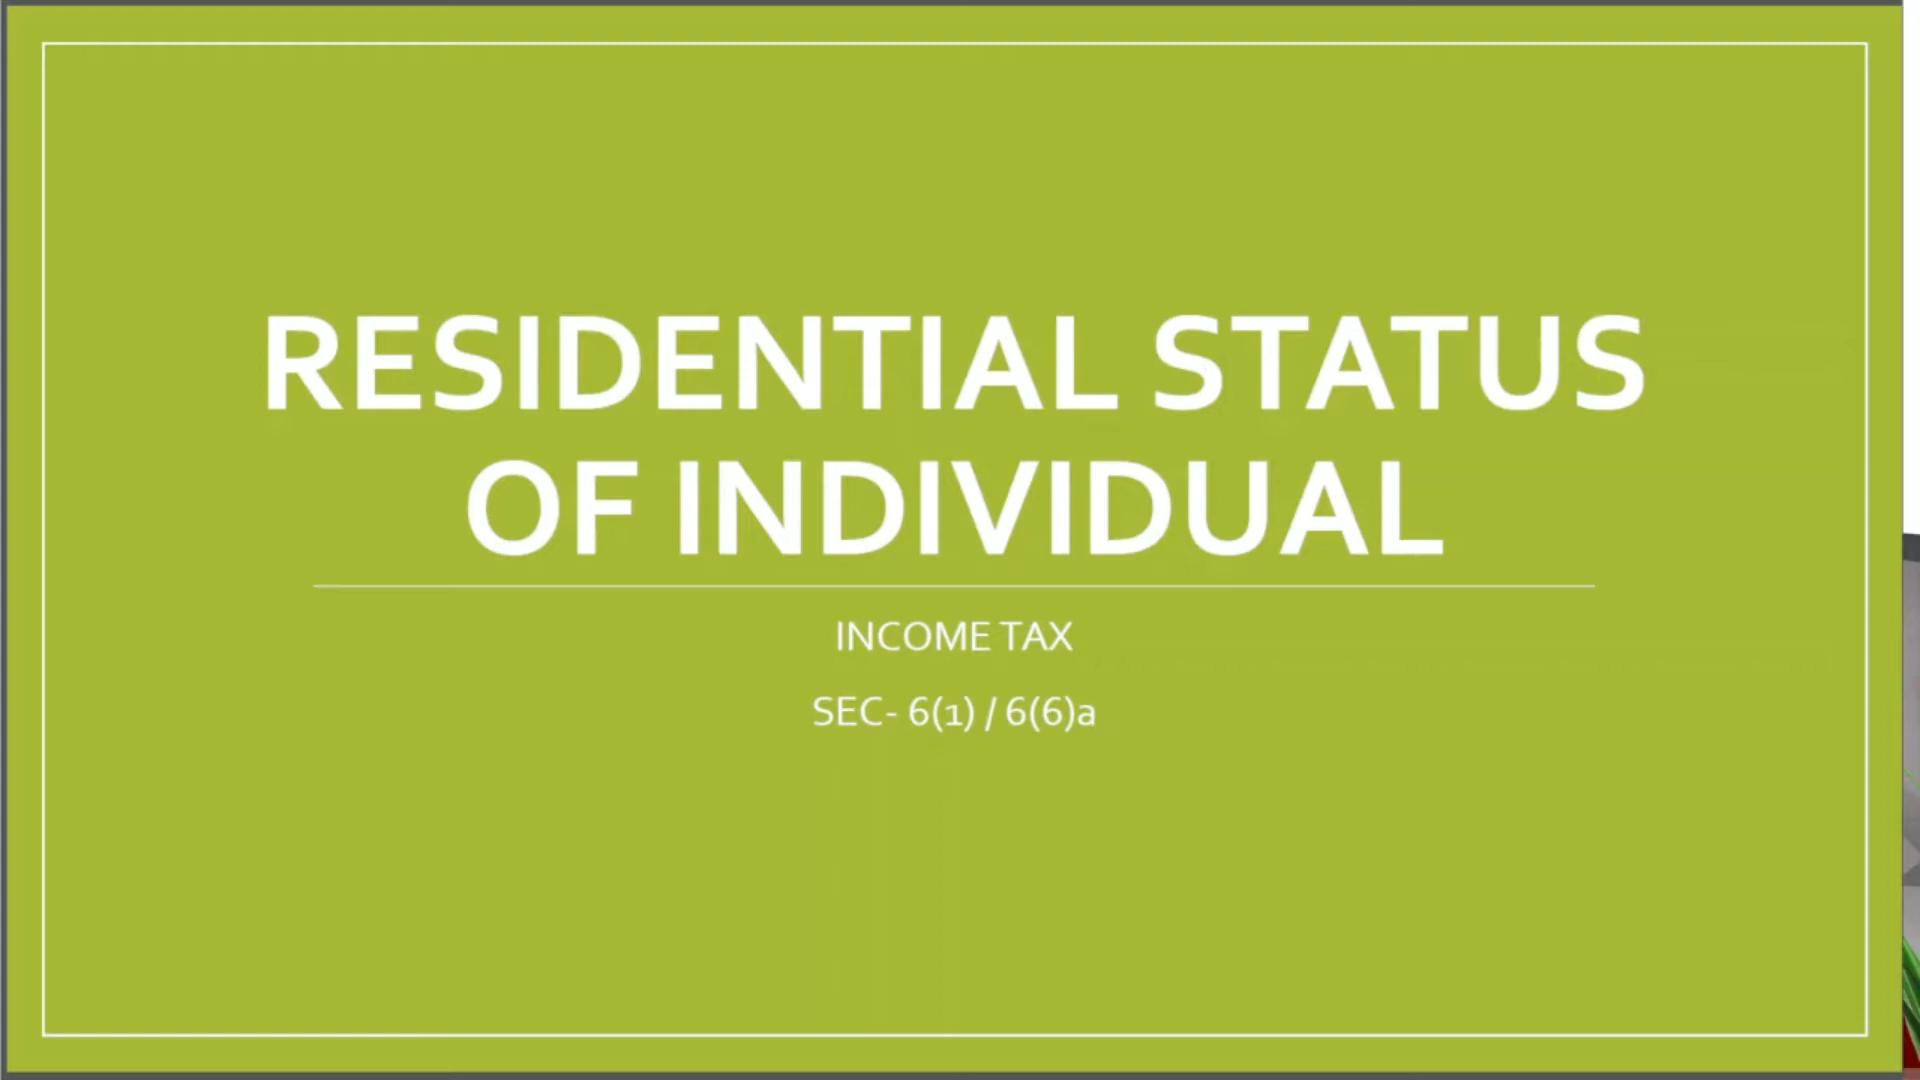 RESIDENTIAL STATUS
OF INDIVIDUAL
INCOME TAX
SEC- 6(1) / 6(6)a